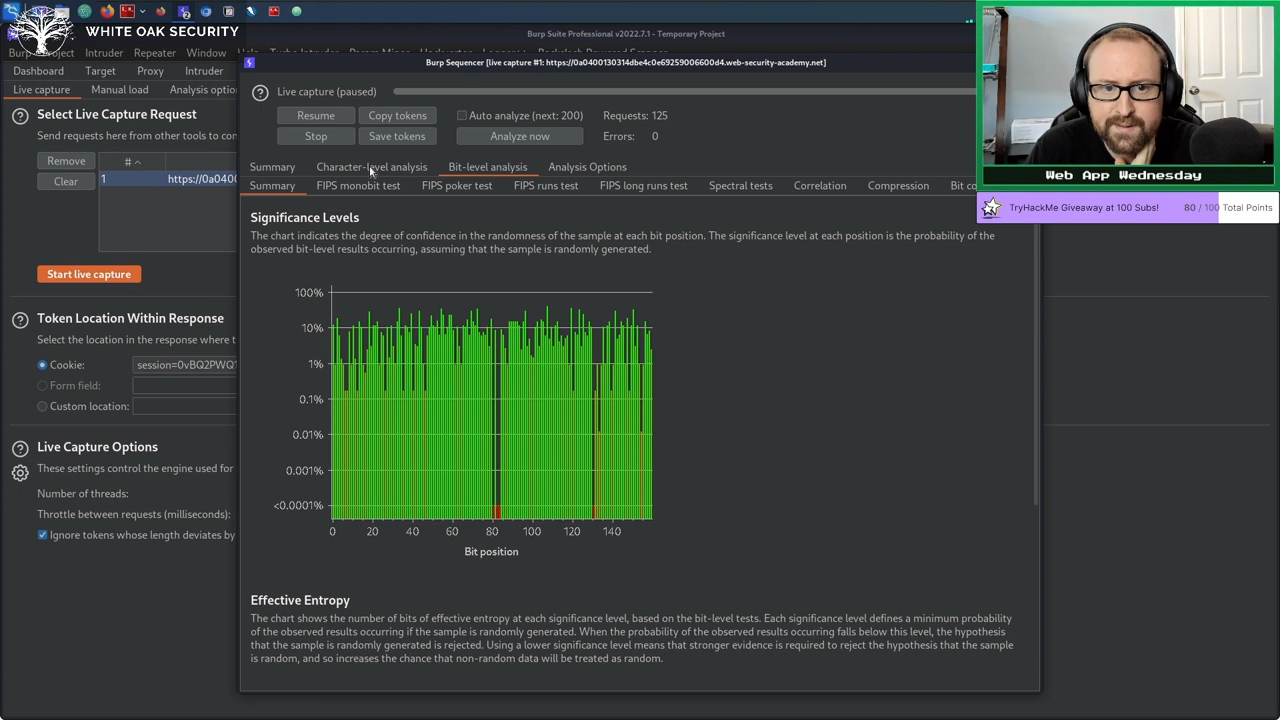 WHITE OAK SECURITY
Burp Suite Professional v2022.7.1 - Temporary Project
Burp Project Intruder Repeater Window Help
Dashboard Target Proxy Intruder
Live capture Manual load Analysis optio
Select Live Capture Request
Send requests here from other tools to con
Remove
Clear
#
1 https://0a040
Start live capture
Token Location Within Response
Select the location in the response where t
Cookie: session=0vBQ2PWQ1
Form field:
Custom location:
Live Capture Options
These settings control the engine used for
Number of threads:
Throttle between requests (milliseconds):
Ignore tokens whose length deviates by
Burp Sequencer [live capture #1: https://0a0400130314dbe4c0e69259006600d4.web-security-academy.net]
Live capture (paused)
Resume Copy tokens Auto analyze (next: 200) Requests: 125
Stop Save tokens Analyze now Errors: 0
Summary Character-level analysis Bit-level analysis Analysis Options
Summary FIPS monobit test FIPS poker test FIPS runs test FIPS long runs test Spectral tests Correlation Compression Bit co
Significance Levels
The chart indicates the degree of confidence in the randomness of the sample at each bit position. The significance level at each position is the probability of the
observed bit-level results occurring, assuming that the sample is randomly generated.
100%
10%
1%
0.1%
0.01%
0.001%
<0.0001%
0 20 40 60 80 100 120 140
Bit position
Effective Entropy
The chart shows the number of bits of effective entropy at each significance level, based on the bit-level tests. Each significance level defines a minimum probability
of the observed results occurring if the sample is randomly generated. When the probability of the observed results occurring falls below this level, the hypothesis
that the sample is randomly generated is rejected. Using a lower significance level means that stronger evidence is required to reject the hypothesis that the sample
is random, and so increases the chance that non-random data will be treated as random.
Web App Wednesday
TryHackMe Giveaway at 100 Subs! 80 / 100 Total Points